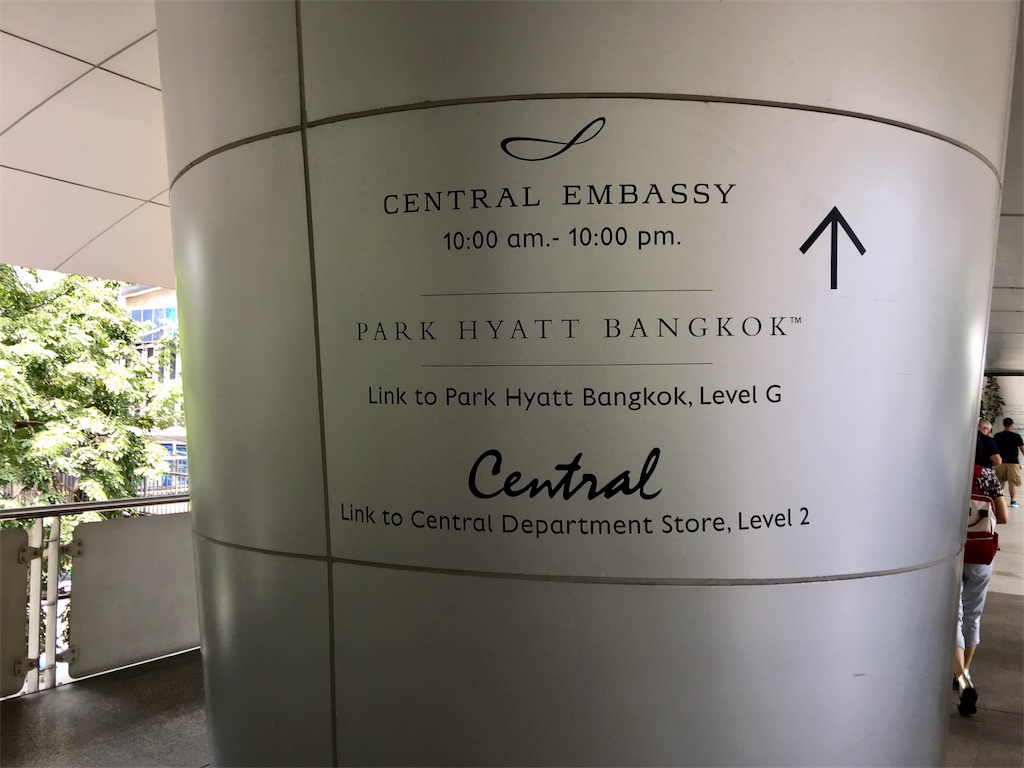 CENTRAL EMBASSY
10:00 am.- 10:00 pm.
PARK HYATT BANGKOK™
Link to Park Hyatt Bangkok, Level G
Central
Link to Central Department Store, Level 2